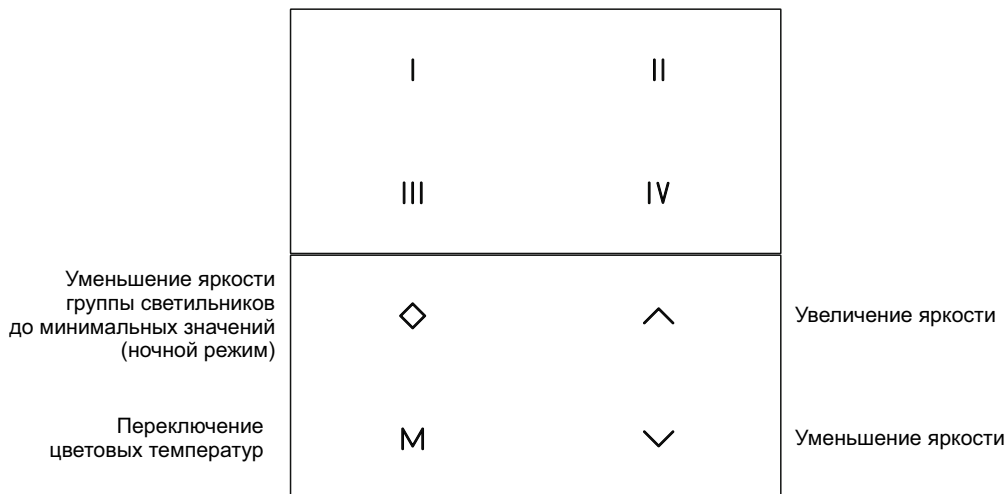 I
II
III
IV
Уменьшение яркости
группы светильников
до минимальных значений
(ночной режим)
Увеличение яркости
Переключение
цветовых температур
M
Уменьшение яркости